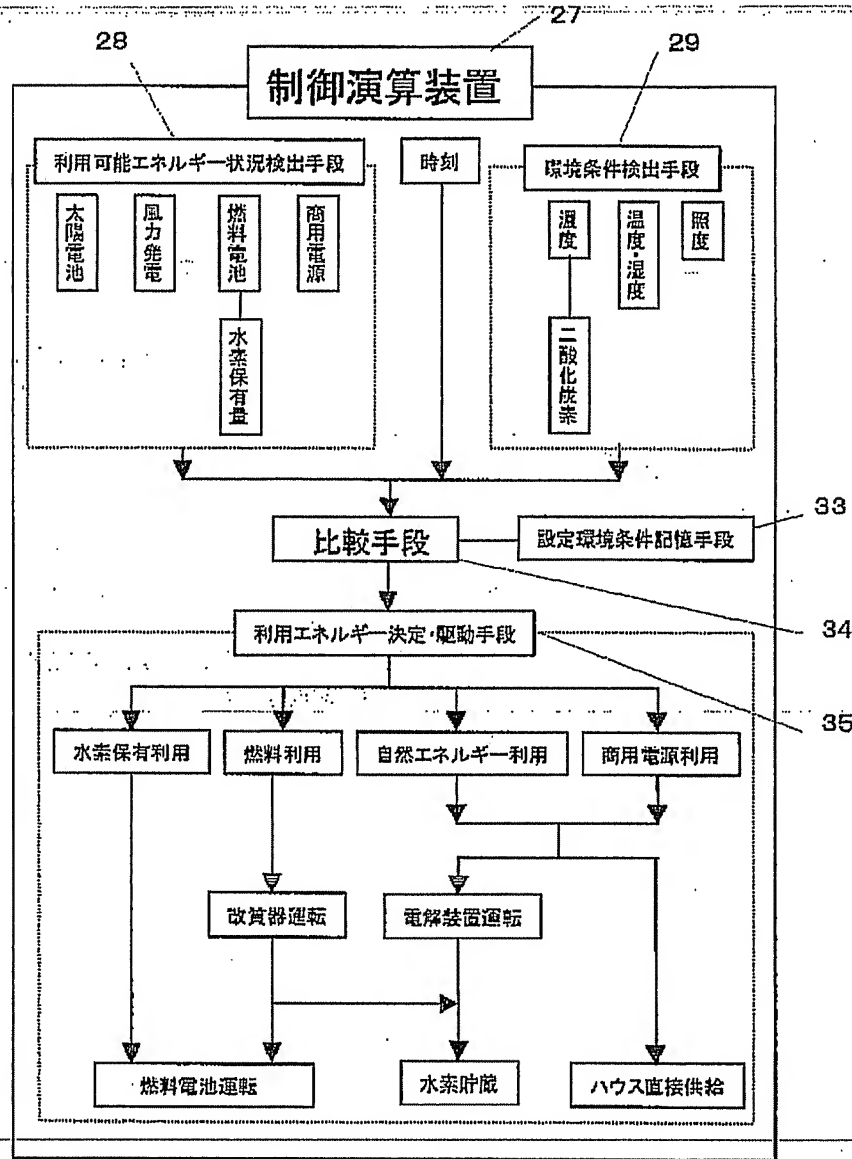 27
28
29
制御演算装置
利用可能エネルギー状況検出手段
時刻
環境条件検出手段
太陽電池
風力発電
燃料電池
商用電源
水素保有量
温度・湿度
照度
二酸化炭素
33
比較手段
設定環境条件記憶手段
34
利用エネルギー決定・駆動手段
35
水素保有利用
燃料利用
自然エネルギー利用
商用電源利用
改質器運転
電解装置運転
燃料電池運転
水素貯蔵
ハウス直接供給